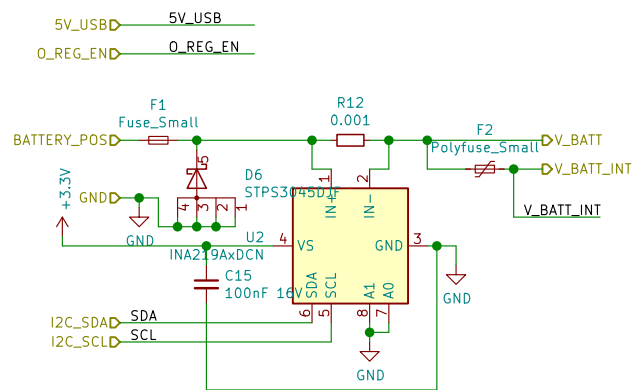 5V_USB 5V_USB
O_REG_EN O_REG_EN
F1
Fuse_Small
R12
0.001
F2
Polyfuse_Small
BATTERY_POS
V_BATT
V_BATT_INT
V_BATT_INT
5
D6
STPS3045DJF
4 3 2 1
1 2
IN+ IN-
+3.3V
GND
GND
U2
INA219AxDCN
4 VS
GND 3
GND
C15
100nF 16V
SDA SCL A1 A0
6 5 8 7
I2C_SDA SDA
I2C_SCL SCL
GND